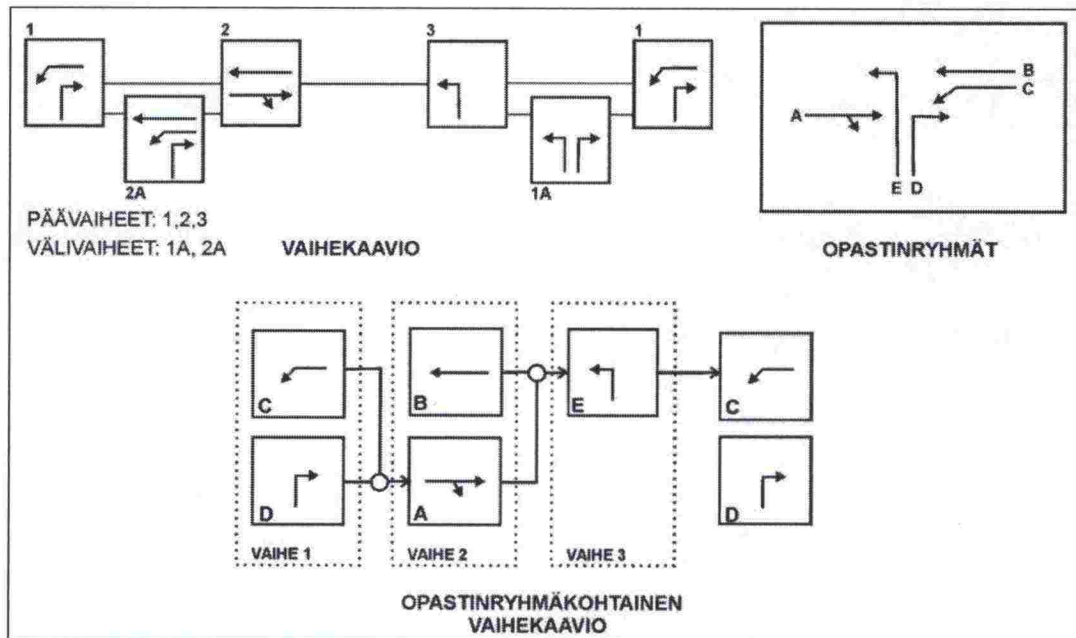 1
2
3
1
2A
1A
PÄÄVAIHEET: 1,2,3
VÄLIVAIHEET: 1A, 2A
VAIHEKAAVIO
A
B
C
E D
OPASTINRYHMÄT
C
B
E
C
D
A
D
VAIHE 1
VAIHE 2
VAIHE 3
OPASTINRYHMÄKOHTAINEN
VAIHEKAAVIO